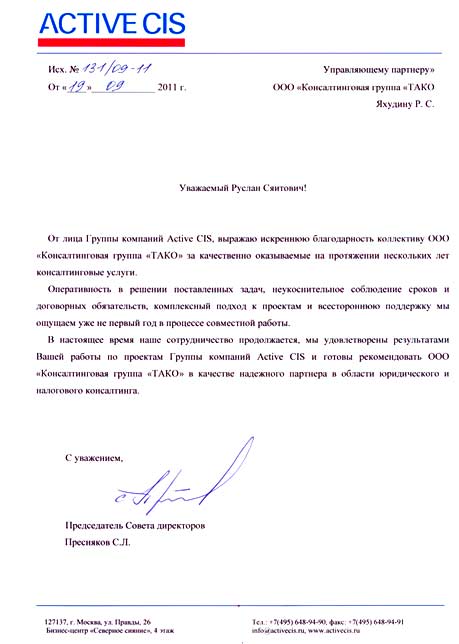 ACTIVE CIS
Исх. № 131/09-11
От «19» 09 2011 г.
Управляющему партнеру»
ООО «Консалтинговая группа «ТАКО
Яхудину Р. С.
Уважаемый Руслан Сяитович!
От лица Группы компаний Active CIS, выражаю искреннюю благодарность коллективу ООО
«Консалтинговая группа «ТАКО» за качественно оказываемые на протяжении нескольких лет
консалтинговые услуги.
Оперативность в решении поставленных задач, неукоснительное соблюдение сроков и
договорных обязательств, комплексный подход к проектам и всестороннюю поддержку мы
ощущаем уже не первый год в процессе совместной работы.
В настоящее время наше сотрудничество продолжается, мы удовлетворены результатами
Вашей работы по проектам Группы компаний Active CIS и готовы рекомендовать ООО
«Консалтинговая группа «ТАКО» в качестве надежного партнера в области юридического и
налогового консалтинга.
С уважением,
Председатель Совета директоров
Пресняков С.Л.
127137, г. Москва, ул. Правды, 26
Бизнес-центр «Северное сияние», 4 этаж
Тел.: +7(495) 648-94-90, факс: +7(495) 648-94-91
info@activecis.ru, www.activecis.ru